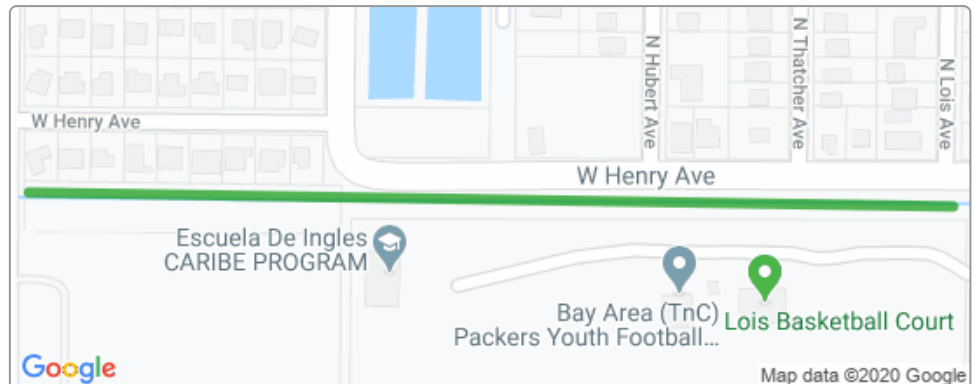 N Hubert Ave
N Thatcher Ave
N Lois Ave
W Henry Ave
W Henry Ave
Escuela De Ingles
CARIBE PROGRAM
Bay Area (TnC)
Packers Youth Football...
Lois Basketball Court
Google
Map data ©2020 Google